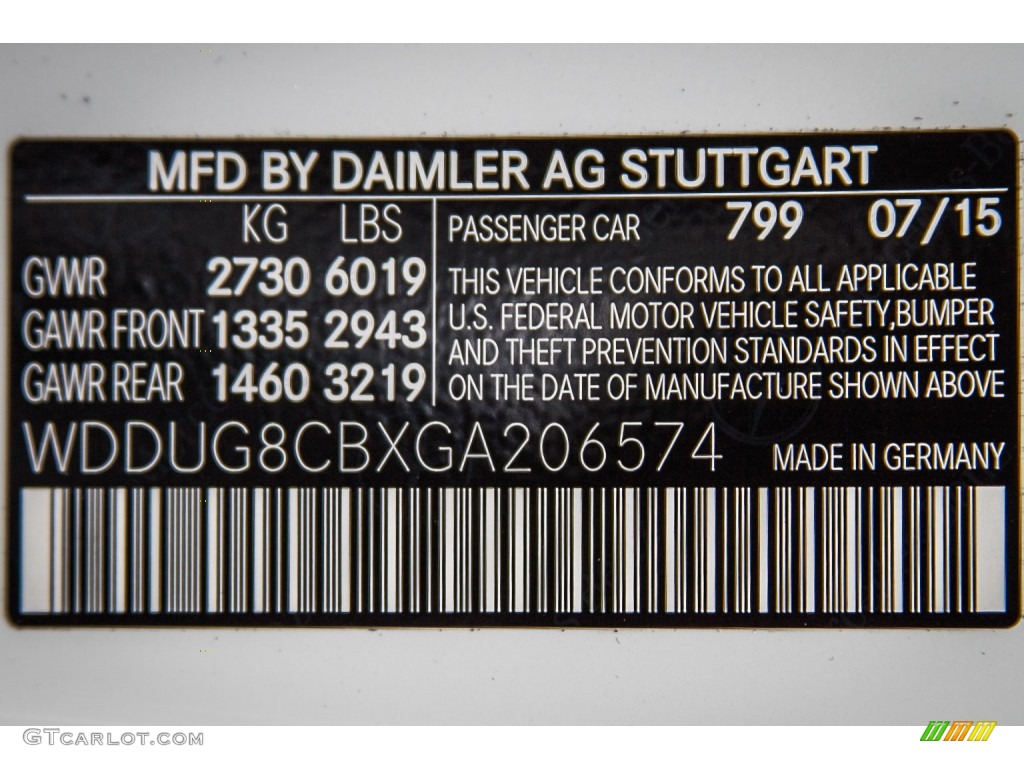 MFD BY DAIMLER AG STUTTGART
KG LBS
GVWR 2730 6019
GAWR FRONT 1335 2943
GAWR REAR 1460 3219
PASSENGER CAR 799 07/15
THIS VEHICLE CONFORMS TO ALL APPLICABLE
U.S. FEDERAL MOTOR VEHICLE SAFETY,BUMPER
AND THEFT PREVENTION STANDARDS IN EFFECT
ON THE DATE OF MANUFACTURE SHOWN ABOVE
WDDUG8CBXGA206574 MADE IN GERMANY
GTCARLOT.COM